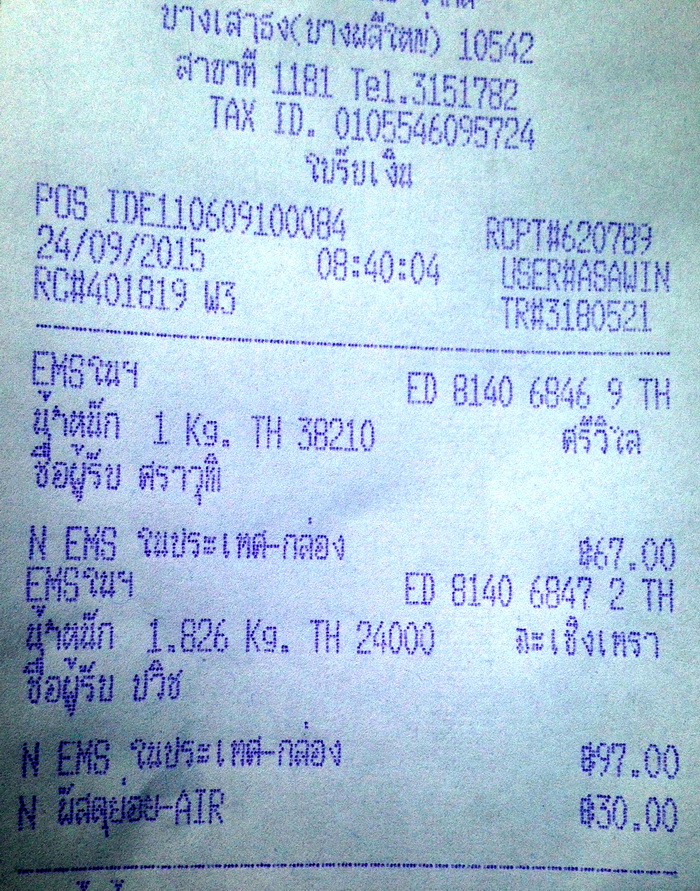 บางเสาธง(บางพลีใหญ่) 10542
สาขาที่ 1181 Tel.3151782
TAX ID. 0105546095724
ใบรับเงิน
POS IDE110609100084 RCPT#620789
24/09/2015 08:40:04 USER#ASAWIN
RC#401819 W3 TR#3180521
EMSในฯ ED 8140 6846 9 TH
น้ำหนัก 1 Kg. TH 38210 ศรีวิไล
ชื่อผู้รับ ศราวุฒิ
N EMS ในประเทศ-กล่อง ฿67.00
EMSในฯ ED 8140 6847 2 TH
น้ำหนัก 1.826 Kg. TH 24000 ฉะเชิงเทรา
ชื่อผู้รับ ปวิช
N EMS ในประเทศ-กล่อง ฿97.00
N พัสดุย่อย-AIR ฿30.00